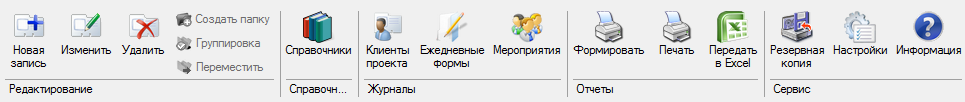 Новая запись
Изменить
Удалить
Создать папку
Группировка
Переместить
Редактирование
Справочники
Справочн...
Клиенты проекта
Ежедневные формы
Мероприятия
Журналы
Формировать
Печать
Передать в Excel
Отчеты
Резервная копия
Настройки
Информация
Сервис